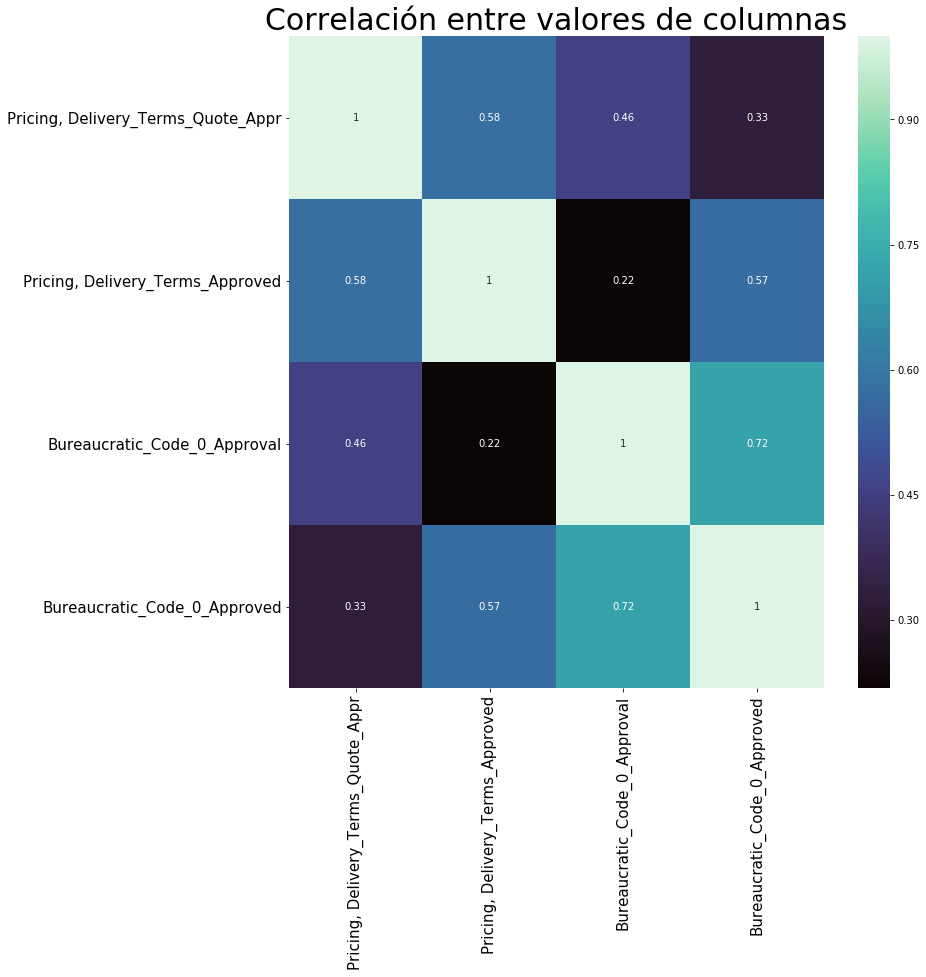 Correlación entre valores de columnas
Pricing, Delivery_Terms_Quote_Appr
1
0.58
0.46
0.33
Pricing, Delivery_Terms_Approved
0.58
1
0.22
0.57
Bureaucratic_Code_0_Approval
0.46
0.22
1
0.72
Bureaucratic_Code_0_Approved
0.33
0.57
0.72
1
Pricing, Delivery_Terms_Quote_Appr
Pricing, Delivery_Terms_Approved
Bureaucratic_Code_0_Approval
Bureaucratic_Code_0_Approved
0.90
0.75
0.60
0.45
0.30